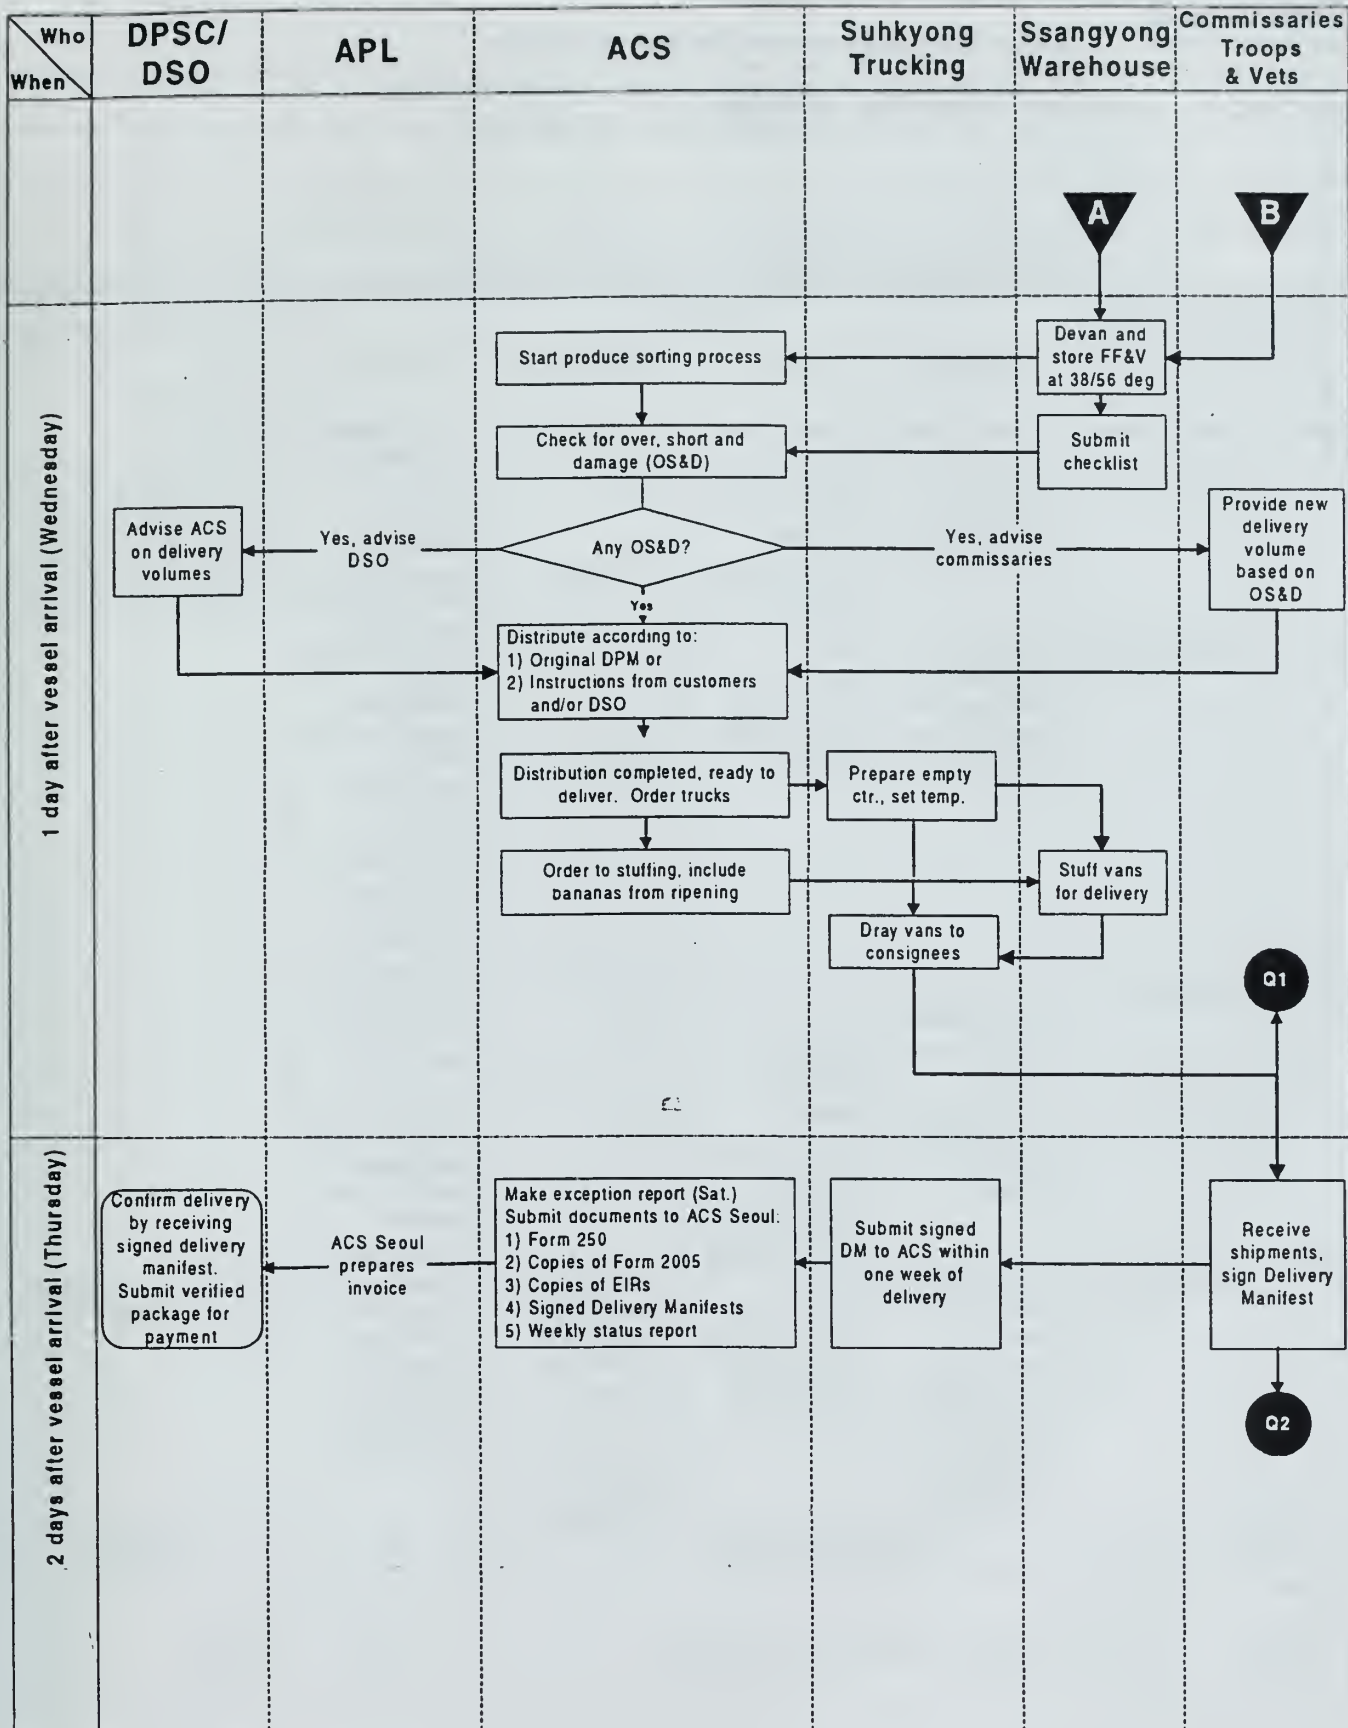 Who
When
DPSC/
DSO
APL
ACS
Suhkyong
Trucking
Ssangyong
Warehouse
Commissaries
Troops
& Vets
A
B
1 day after vessel arrival (Wednesday)
Start produce sorting process
Devan and
store FF&V
at 38/56 deg
Check for over, short and
damage (OS&D)
Submit
checklist
Advise ACS
on delivery
volumes
Yes, advise
DSO
Any OS&D?
Yes, advise
commissaries
Provide new
delivery
volume
based on
OS&D
Yes
Distribute according to:
1) Original DPM or
2) Instructions from customers
and/or DSO
Distribution completed, ready to
deliver. Order trucks
Prepare empty
ctr., set temp.
Order to stuffing, include
bananas from ripening
Stuff vans
for delivery
Dray vans to
consignees
Q1
2 days after vessel arrival (Thursday)
Confirm delivery
by receiving
signed delivery
manifest.
Submit verified
package for
payment
ACS Seoul
prepares
invoice
Make exception report (Sat.)
Submit documents to ACS Seoul:
1) Form 250
2) Copies of Form 2005
3) Copies of EIRs
4) Signed Delivery Manifests
5) Weekly status report
Submit signed
DM to ACS within
one week of
delivery
Receive
shipments,
sign Delivery
Manifest
Q2